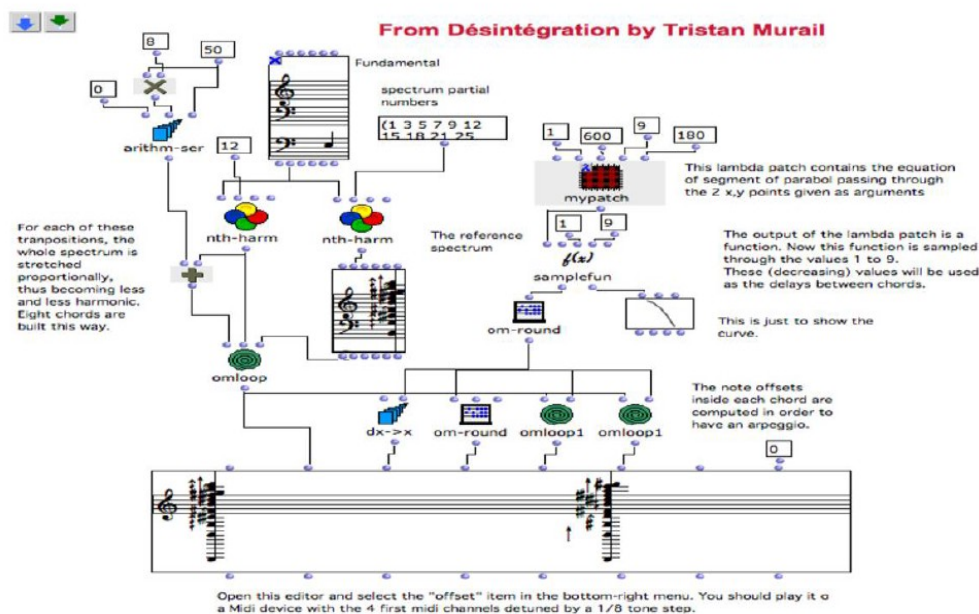 From Désintégration by Tristan Murail
8
50
0
arithm-ser
Fundamental
spectrum partial
numbers
(1 3 5 7 9 12
15 18 21 25
12
nth-harm
nth-harm
1
600
9
180
mypatch
This lambda patch contains the equation
of segment of parabol passing through
the 2 x,y points given as arguments
For each of these
tranpositions, the
whole spectrum is
stretched
proportionally,
thus becoming less
and less harmonic.
Eight chords are
built this way.
The reference
spectrum
1
9
f(x)
samplefun
The output of the lambda patch is a
function. Now this function is sampled
through the values 1 to 9.
These (decreasing) values will be used
as the delays between chords.
om-round
This is just to show the
curve.
omloop
dx->x
om-round
omloop1
omloop1
The note offsets
inside each chord are
computed in order to
have an arpeggio.
0
Open this editor and select the "offset" item in the bottom-right menu. You should play it o
a Midi device with the 4 first midi channels detuned by a 1/8 tone step.